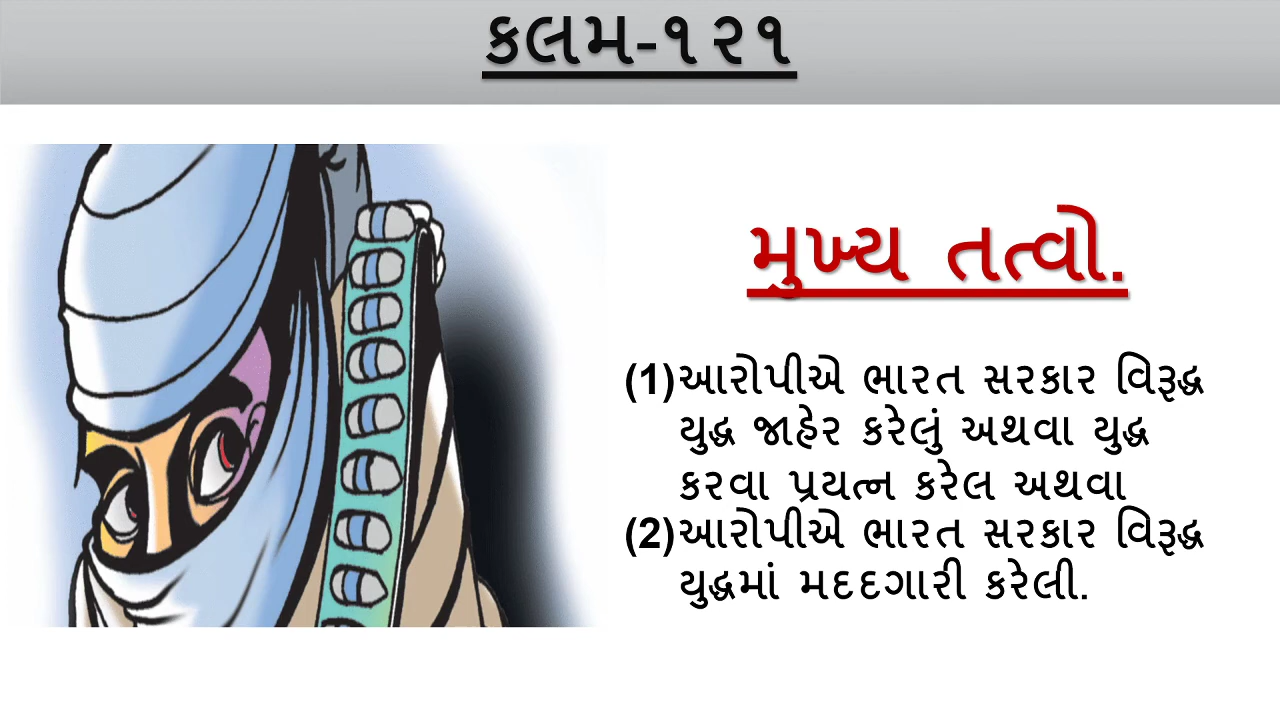 કલમ-૧૨૧
મુખ્ય તત્વો.
(1)આરોપીએ ભારત સરકાર વિરૂદ્ધ
યુદ્ધ જાહેર કરેલું અથવા યુદ્ધ
કરવા પ્રયત્ન કરેલ અથવા
(2)આરોપીએ ભારત સરકાર વિરૂદ્ધ
યુદ્ધમાં મદદગારી કરેલી.